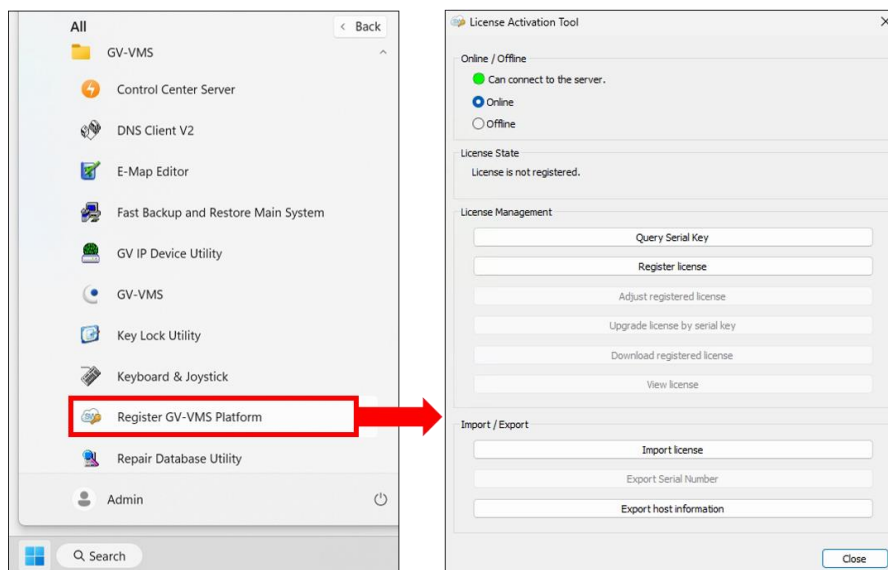 All
Back
GV-VMS
Control Center Server
DNS Client V2
E-Map Editor
Fast Backup and Restore Main System
GV IP Device Utility
GV-VMS
Key Lock Utility
Keyboard & Joystick
Register GV-VMS Platform
Repair Database Utility
Admin
Search
License Activation Tool
Online / Offline
Can connect to the server.
Online
Offline
License State
License is not registered.
License Management
Query Serial Key
Register license
Adjust registered license
Upgrade license by serial key
Download registered license
View license
Import / Export
Import license
Export Serial Number
Export host information
Close